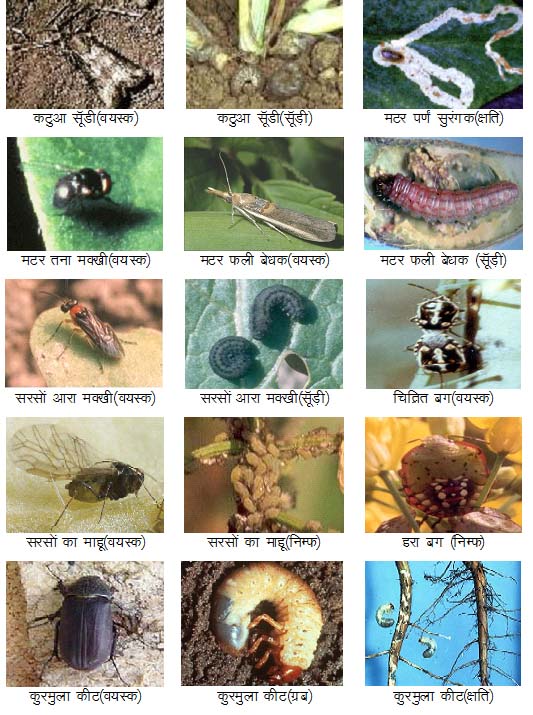 कटुआ सूॅडी(वयस्क) कटुआ सूॅडी(सूॅड़ी) मटर पर्ण सुरंगक(क्षति)
मटर तना मक्खी(वयस्क) मटर फली बेधक(वयस्क) मटर फली बेधक (सूॅडी)
सरसों आरा मक्खी(वयस्क) सरसों आरा मक्खी(सूॅड़ी) चित्रित बग(वयस्क)
सरसों का माहू(वयस्क) सरसों का माहू(निम्फ) हरा बग (निम्फ)
कुरमुला कीट(वयस्क) कुरमुला कीट(ग्रब) कुरमुला कीट(क्षति)